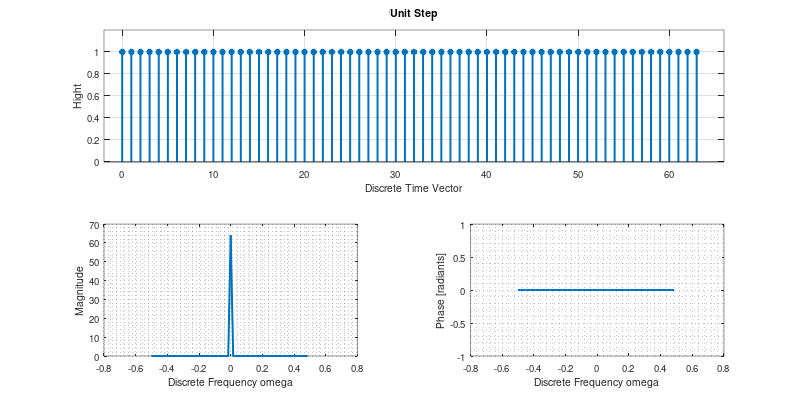 Unit Step
Hight
1
0.8
0.6
0.4
0.2
0
0 10 20 30 40 50 60
Discrete Time Vector
Magnitude
70
60
50
40
30
20
10
0
-0.8 -0.6 -0.4 -0.2 0 0.2 0.4 0.6 0.8
Discrete Frequency omega
Phase [radiants]
1
0.5
0
-0.5
-1
-0.8 -0.6 -0.4 -0.2 0 0.2 0.4 0.6 0.8
Discrete Frequency omega